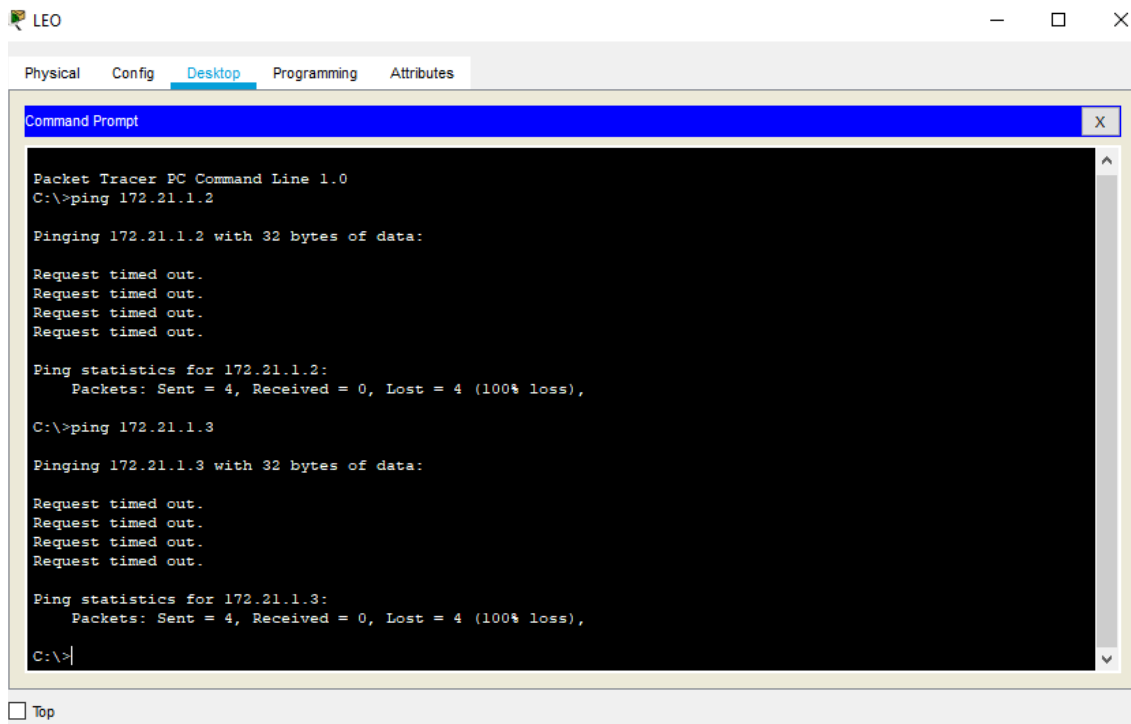 LEO
Physical Config Desktop Programming Attributes
Command Prompt
X
Packet Tracer PC Command Line 1.0
C:\>ping 172.21.1.2
Pinging 172.21.1.2 with 32 bytes of data:
Request timed out.
Request timed out.
Request timed out.
Request timed out.
Ping statistics for 172.21.1.2:
    Packets: Sent = 4, Received = 0, Lost = 4 (100% loss),
C:\>ping 172.21.1.3
Pinging 172.21.1.3 with 32 bytes of data:
Request timed out.
Request timed out.
Request timed out.
Request timed out.
Ping statistics for 172.21.1.3:
    Packets: Sent = 4, Received = 0, Lost = 4 (100% loss),
C:\>
Top